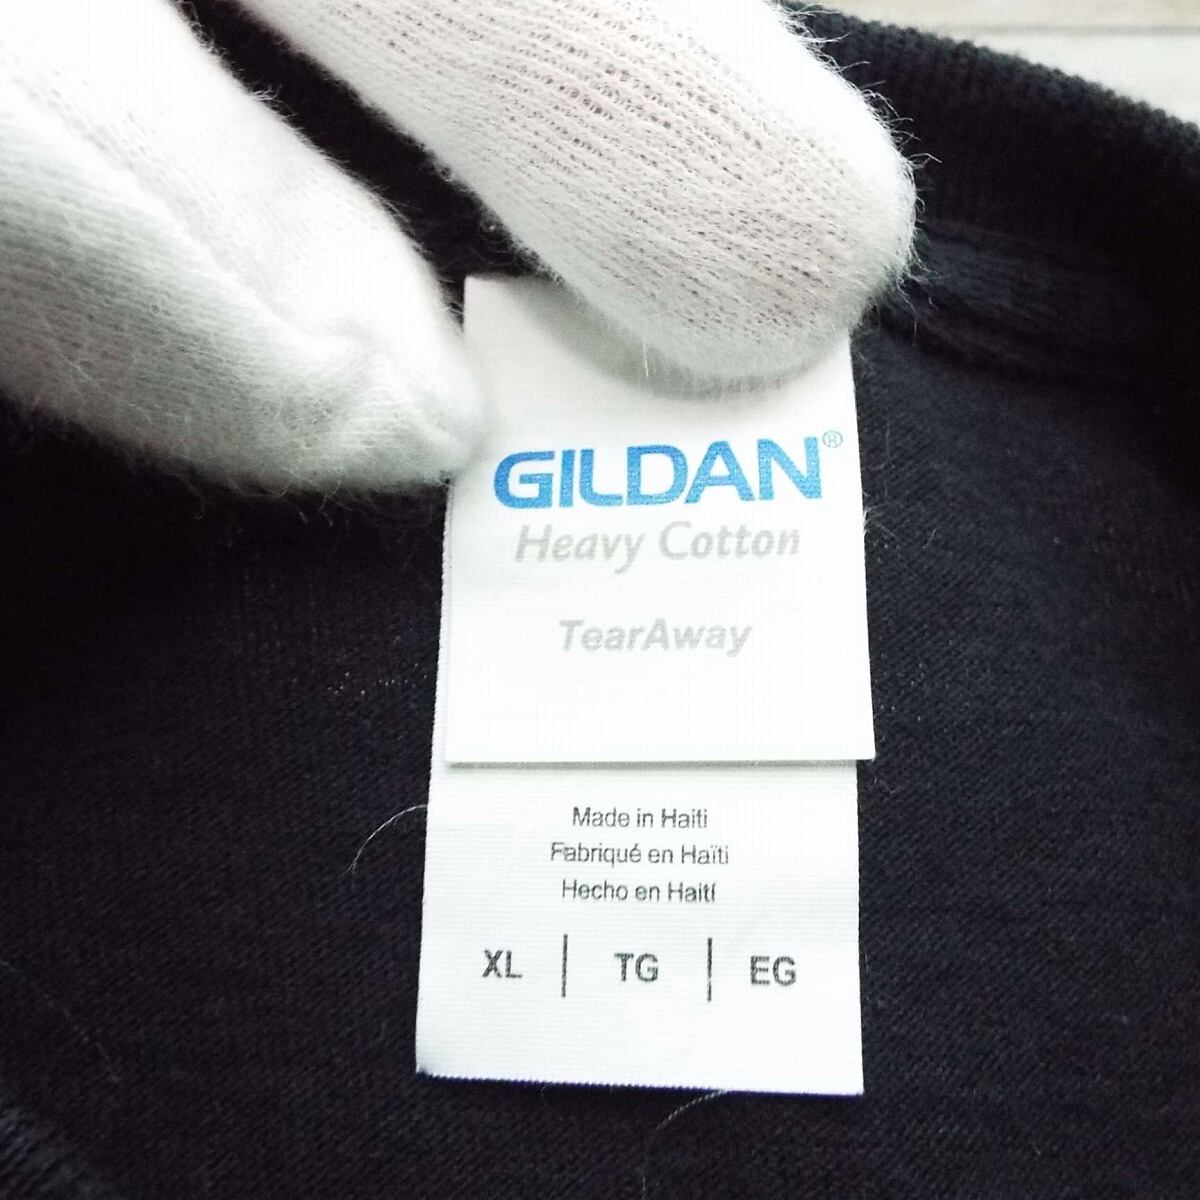 GILDAN®
Heavy Cotton
TearAway
Made in Haiti
Fabriqué en Haïti
Hecho en Haití
XL | TG | EG